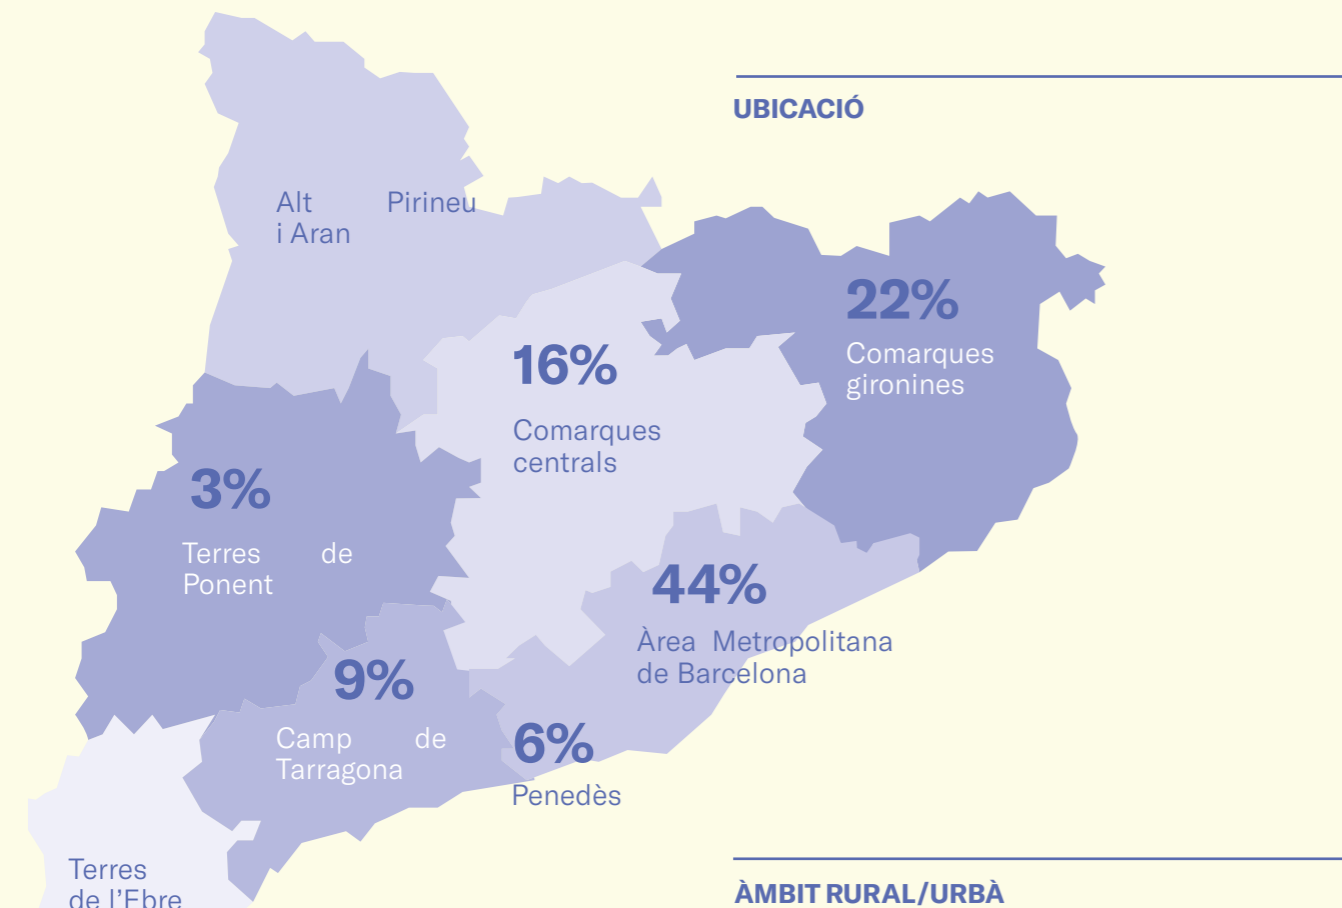 UBICACIÓ
Alt Pirineu
i Aran
22%
Comarques
gironines
16%
Comarques
centrals
3%
Terres de
Ponent
44%
Àrea Metropolitana
de Barcelona
9%
Camp de
Tarragona
6%
Penedès
Terres
de l'Ebre
ÀMBIT RURAL/URBÀ